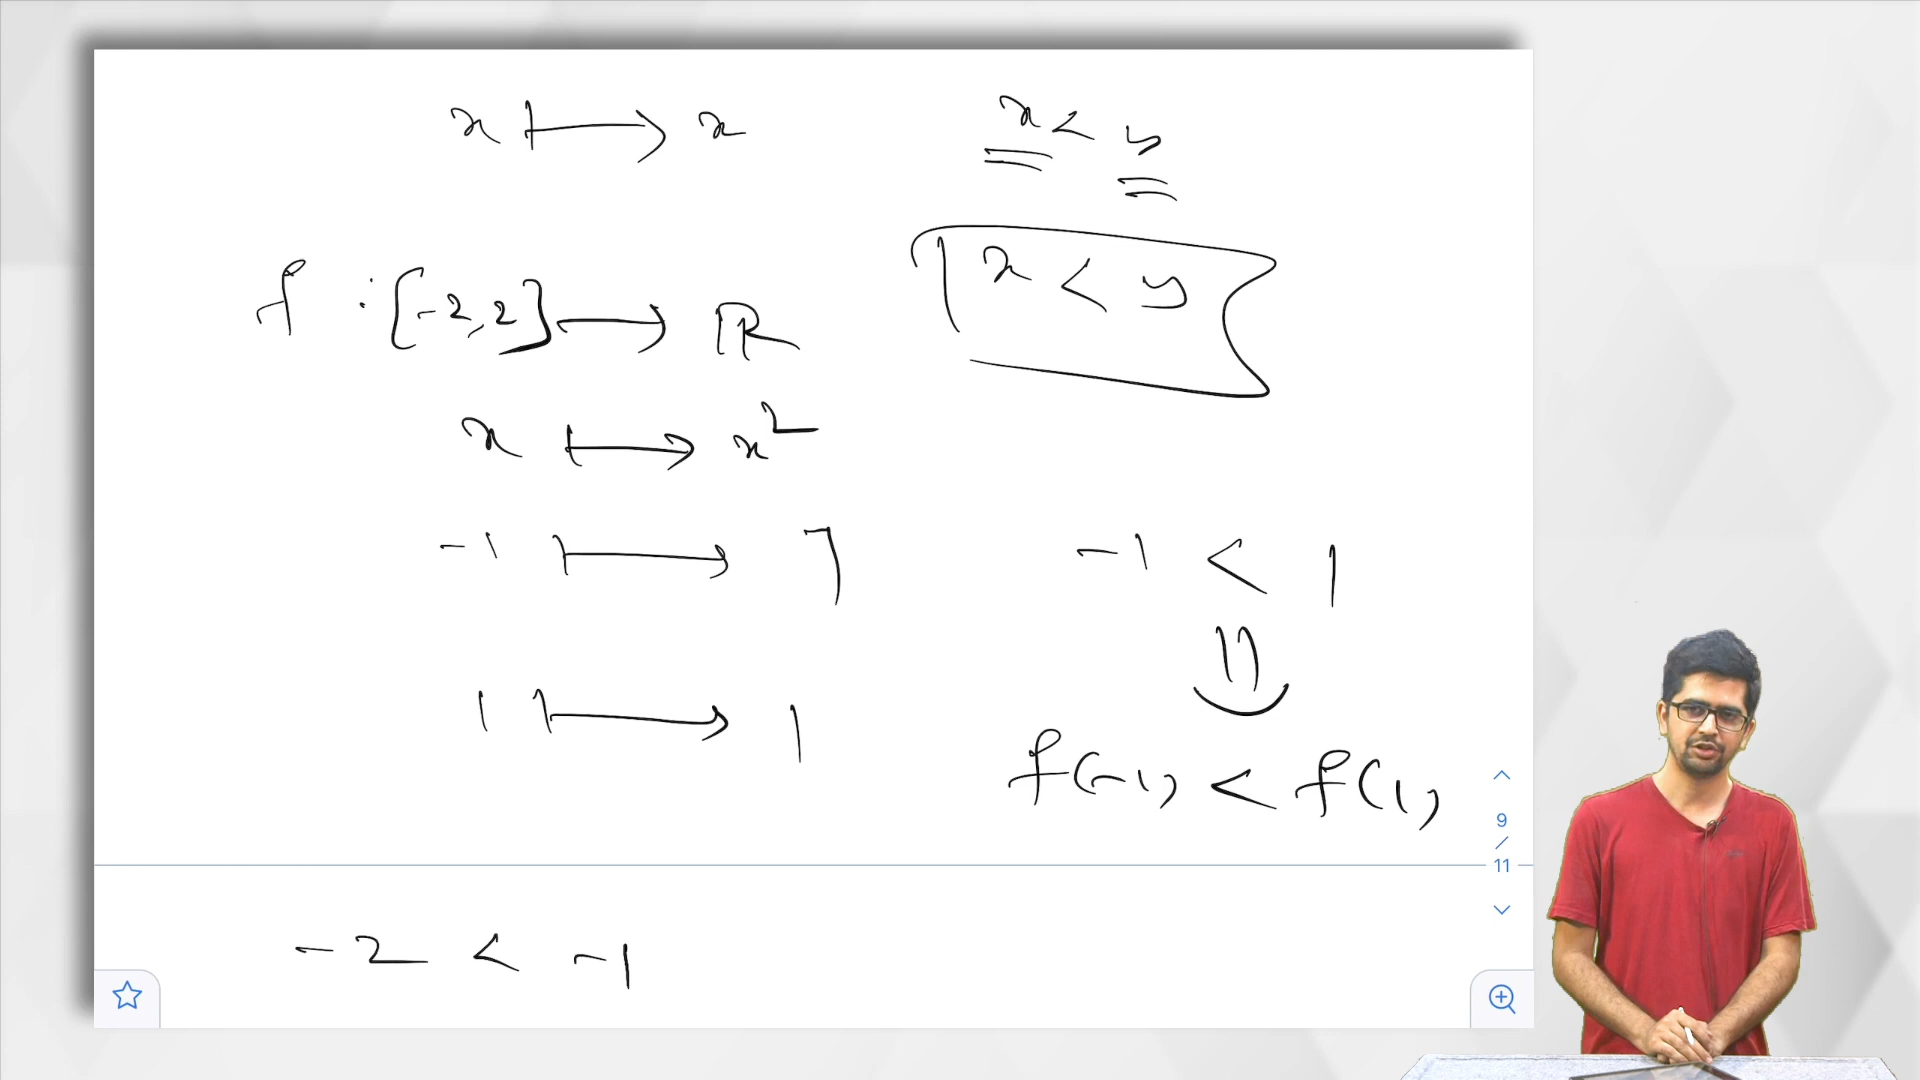 x ↦ x
x < y
x < y
f : [-2,2] ⟶ ℝ
x ↦ x²
-1 ↦ 1
-1 < 1
⇓
1 ↦ 1
f(-1) < f(1)
9
/
11
-2 < -1